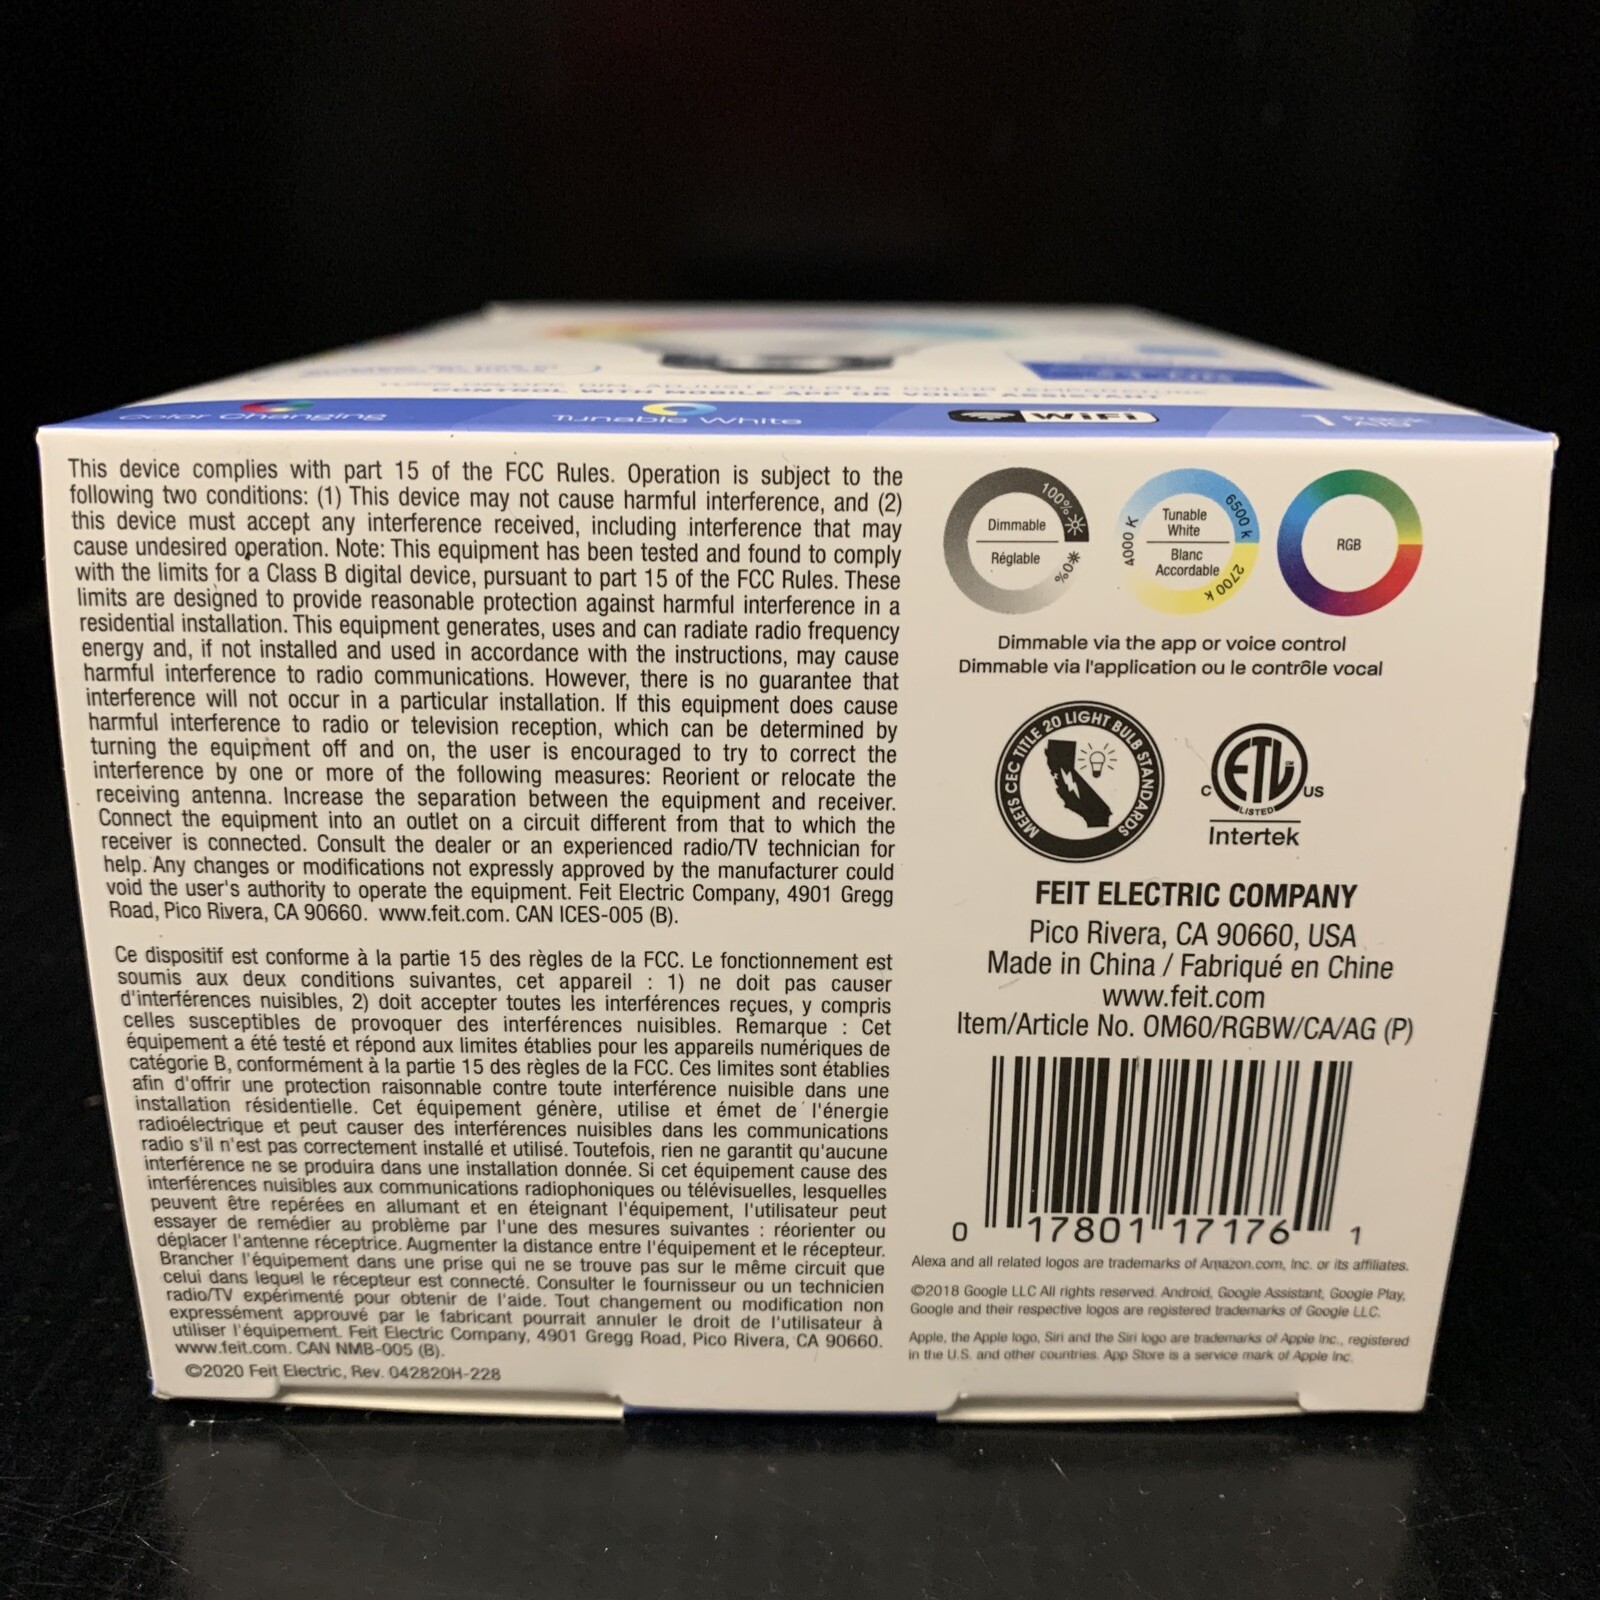 CONTROL WITH MOBILE APP OR VOICE ASSISTANT
Color Changing
Tunable White
WiFi
This device complies with part 15 of the FCC Rules. Operation is subject to the
following two conditions: (1) This device may not cause harmful interference, and (2)
this device must accept any interference received, including interference that may
cause undesired operation. Note: This equipment has been tested and found to comply
with the limits for a Class B digital device, pursuant to part 15 of the FCC Rules. These
limits are designed to provide reasonable protection against harmful interference in a
residential installation. This equipment generates, uses and can radiate radio frequency
energy and, if not installed and used in accordance with the instructions, may cause
harmful interference to radio communications. However, there is no guarantee that
interference will not occur in a particular installation. If this equipment does cause
harmful interference to radio or television reception, which can be determined by
turning the equipment off and on, the user is encouraged to try to correct the
interference by one or more of the following measures: Reorient or relocate the
receiving antenna. Increase the separation between the equipment and receiver.
Connect the equipment into an outlet on a circuit different from that to which the
receiver is connected. Consult the dealer or an experienced radio/TV technician for
help. Any changes or modifications not expressly approved by the manufacturer could
void the user's authority to operate the equipment. Feit Electric Company, 4901 Gregg
Road, Pico Rivera, CA 90660. www.feit.com. CAN ICES-005 (B).
Ce dispositif est conforme à la partie 15 des règles de la FCC. Le fonctionnement est
soumis aux deux conditions suivantes, cet appareil : 1) ne doit pas causer
d'interférences nuisibles, 2) doit accepter toutes les interférences reçues, y compris
celles susceptibles de provoquer des interférences nuisibles. Remarque : Cet
équipement a été testé et répond aux limites établies pour les appareils numériques de
catégorie B, conformément à la partie 15 des règles de la FCC. Ces limites sont établies
afin d'offrir une protection raisonnable contre toute interférence nuisible dans une
installation résidentielle. Cet équipement génère, utilise et émet de l'énergie
radioélectrique et peut causer des interférences nuisibles dans les communications
radio s'il n'est pas correctement installé et utilisé. Toutefois, rien ne garantit qu'aucune
interférence ne se produira dans une installation donnée. Si cet équipement cause des
interférences nuisibles aux communications radiophoniques ou télévisuelles, lesquelles
peuvent être repérées en allumant et en éteignant l'équipement, l'utilisateur peut
essayer de remédier au problème par l'une des mesures suivantes : réorienter ou
déplacer l'antenne réceptrice. Augmenter la distance entre l'équipement et le récepteur.
Brancher l'équipement dans une prise qui ne se trouve pas sur le même circuit que
celui dans lequel le récepteur est connecté. Consulter le fournisseur ou un technicien
radio/TV expérimenté pour obtenir de l'aide. Tout changement ou modification non
expressément approuvé par le fabricant pourrait annuler le droit de l'utilisateur à
utiliser l'équipement. Feit Electric Company, 4901 Gregg Road, Pico Rivera, CA 90660.
www.feit.com. CAN NMB-005 (B).
©2020 Feit Electric, Rev. 042820H-228
100%
Dimmable
Réglable
0%
4000 K
6500 K
Tunable
White
Blanc
Accordable
2700 K
RGB
Dimmable via the app or voice control
Dimmable via l'application ou le contrôle vocal
MEETS CEC TITLE 20 LIGHT BULB STANDARDS
ETL
CM
LISTED
C
US
Intertek
FEIT ELECTRIC COMPANY
Pico Rivera, CA 90660, USA
Made in China / Fabriqué en Chine
www.feit.com
Item/Article No. OM60/RGBW/CA/AG (P)
0 17801 17176 1
Alexa and all related logos are trademarks of Amazon.com, Inc. or its affiliates.
©2018 Google LLC All rights reserved. Android, Google Assistant, Google Play,
Google and their respective logos are registered trademarks of Google LLC.
Apple, the Apple logo, Siri and the Siri logo are trademarks of Apple Inc., registered
in the U.S. and other countries. App Store is a service mark of Apple Inc.